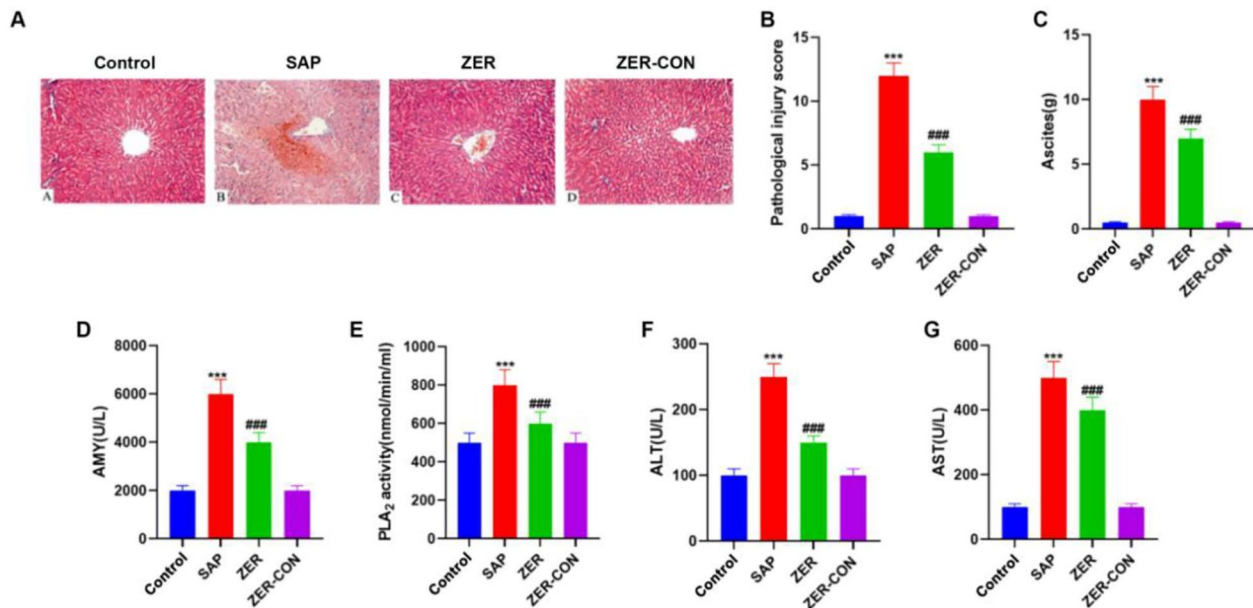 A
Control
SAP
ZER
ZER-CON
A
B
C
D
B
Pathological injury score
15
10
5
0
***
###
Control
SAP
ZER
ZER-CON
C
Ascites(g)
15
10
5
0
***
###
Control
SAP
ZER
ZER-CON
D
AMY(U/L)
8000
6000
4000
2000
0
***
###
Control
SAP
ZER
ZER-CON
E
PLA₂ activity(nmol/min/ml)
1000
800
600
400
200
0
***
###
Control
SAP
ZER
ZER-CON
F
ALT(U/L)
300
200
100
0
***
###
Control
SAP
ZER
ZER-CON
G
AST(U/L)
600
400
200
0
***
###
Control
SAP
ZER
ZER-CON